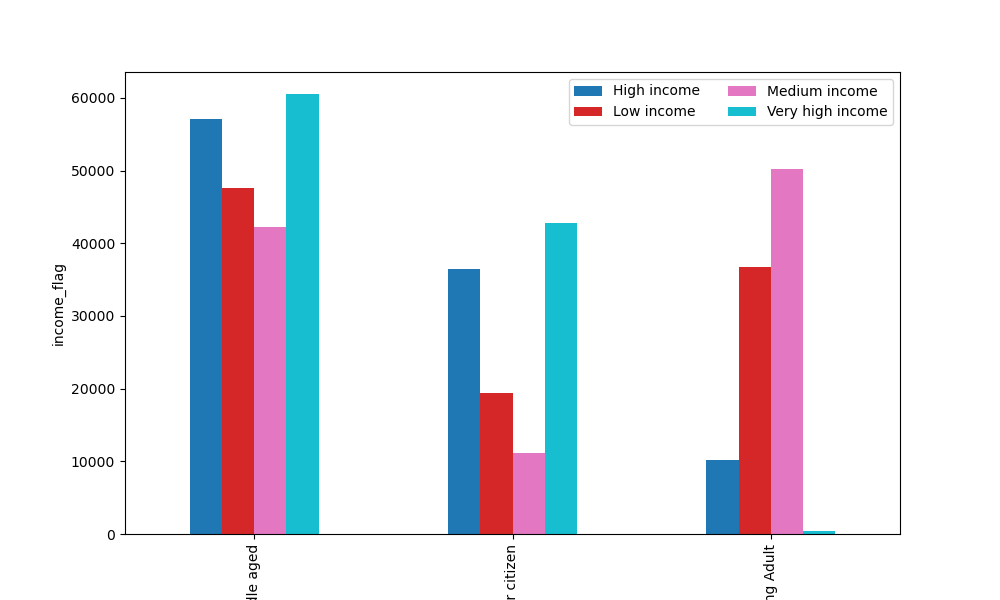 High income
Low income
Medium income
Very high income
60000
50000
40000
30000
20000
10000
0
income_flag
dle aged
r citizen
ng Adult